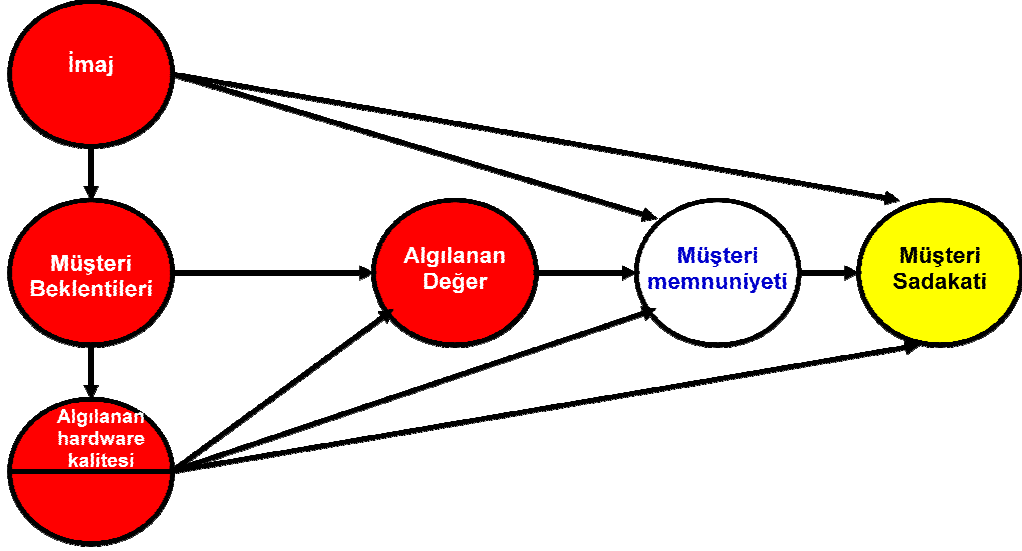 İmaj
Müşteri
Beklentileri
Algılanan
Değer
Müşteri
memnuniyeti
Müşteri
Sadakati
Algılanan
hardware
kalitesi